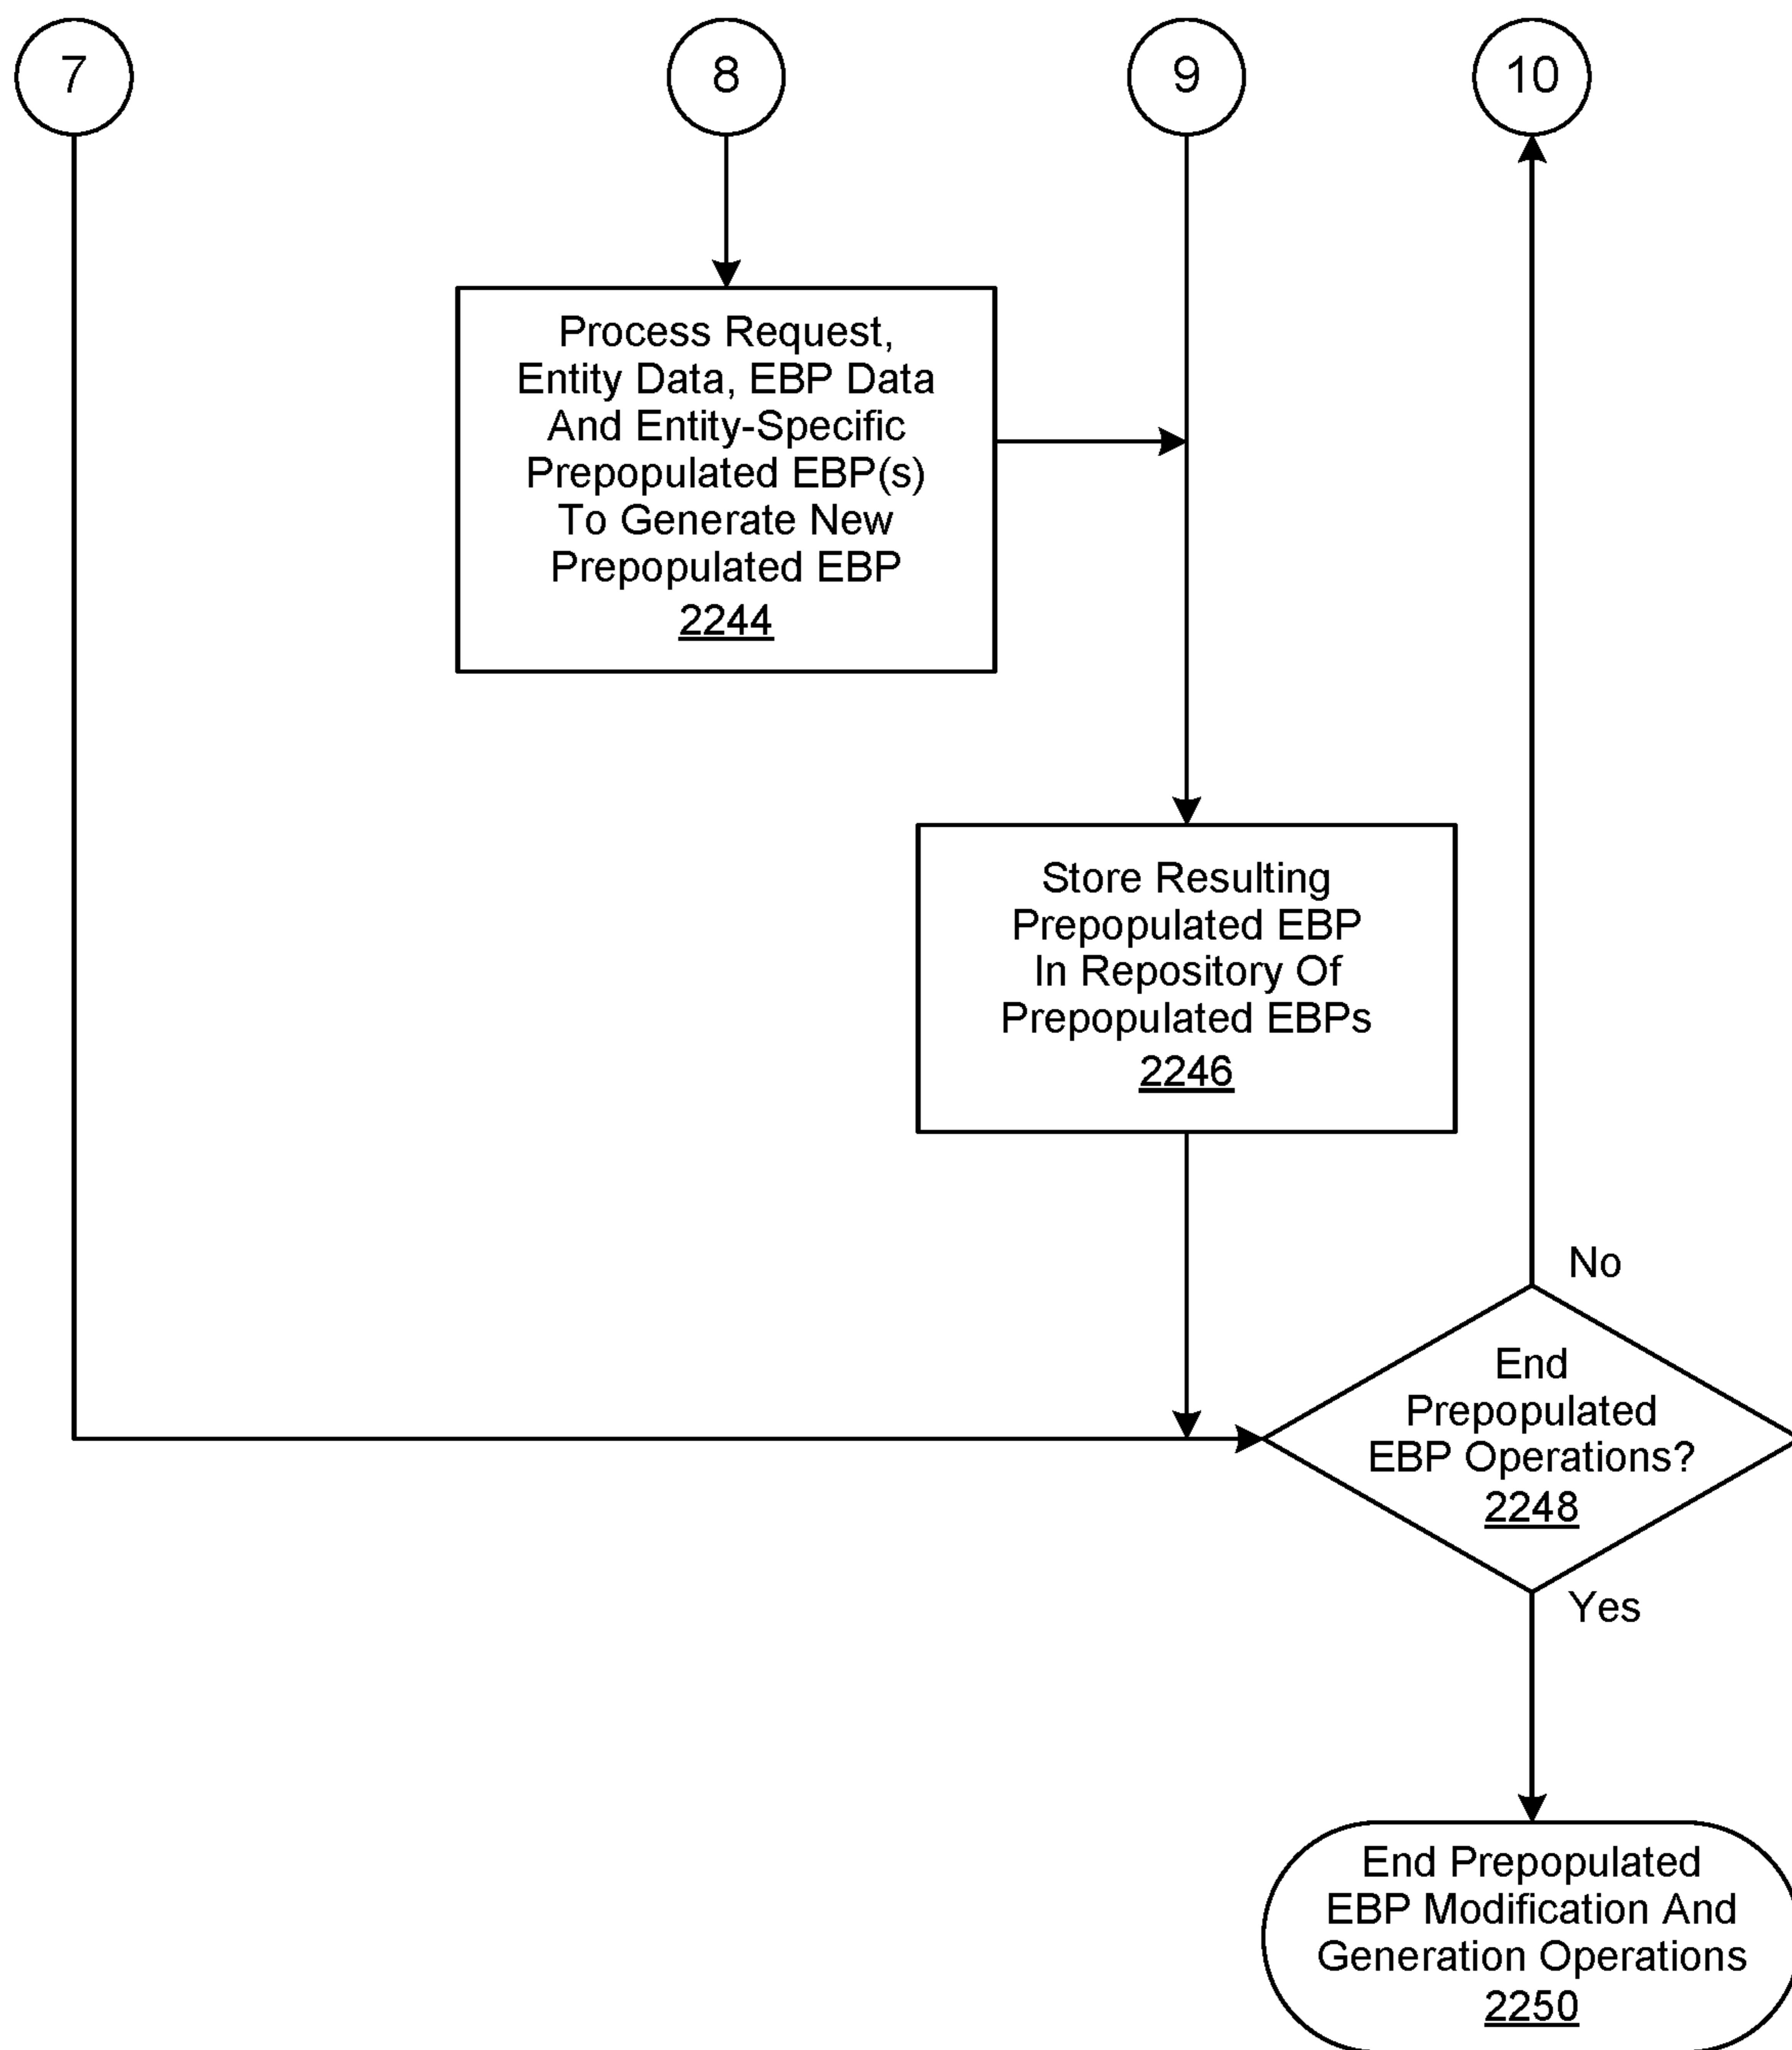 7
8
9
10
Process Request,
Entity Data, EBP Data
And Entity-Specific
Prepopulated EBP(s)
To Generate New
Prepopulated EBP
2244
Store Resulting
Prepopulated EBP
In Repository Of
Prepopulated EBPs
2246
No
End
Prepopulated
EBP Operations?
2248
Yes
End Prepopulated
EBP Modification And
Generation Operations
2250